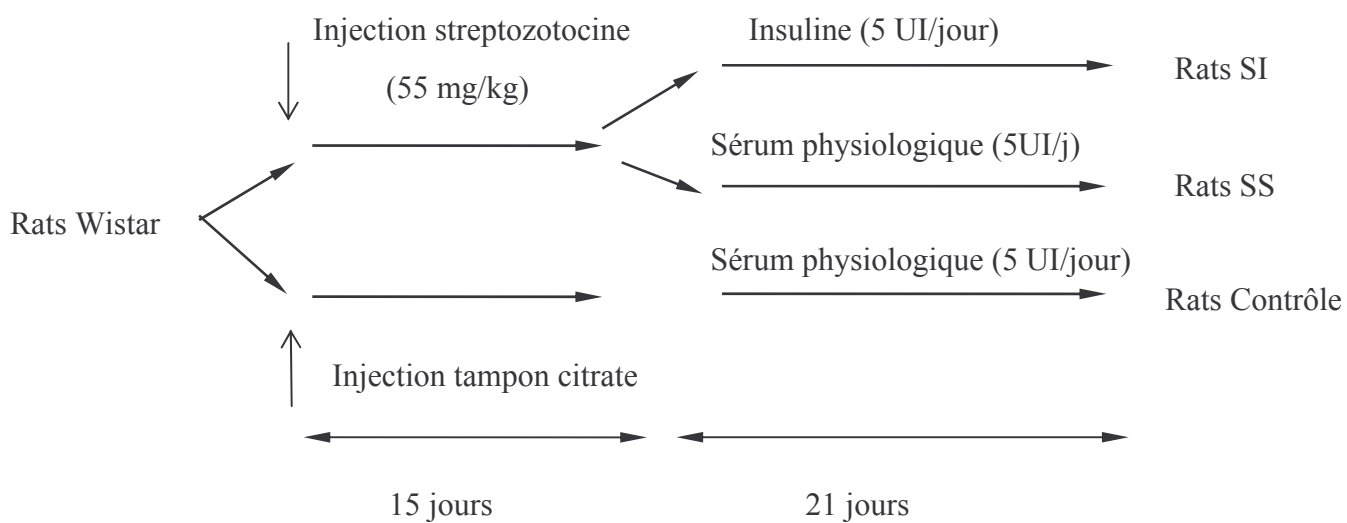 Injection streptozotocine
(55 mg/kg)
Insuline (5 UI/jour)
Rats SI
Sérum physiologique (5UI/j)
Rats SS
Rats Wistar
Sérum physiologique (5 UI/jour)
Rats Contrôle
Injection tampon citrate
15 jours
21 jours